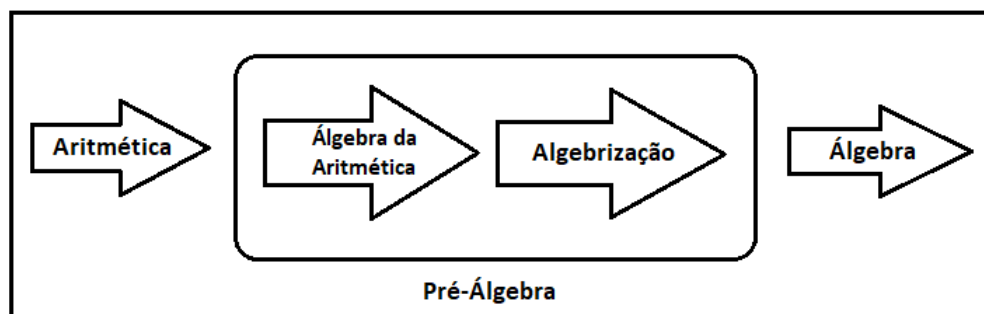 Aritmética
Álgebra da
Aritmética
Algebrização
Álgebra
Pré-Álgebra